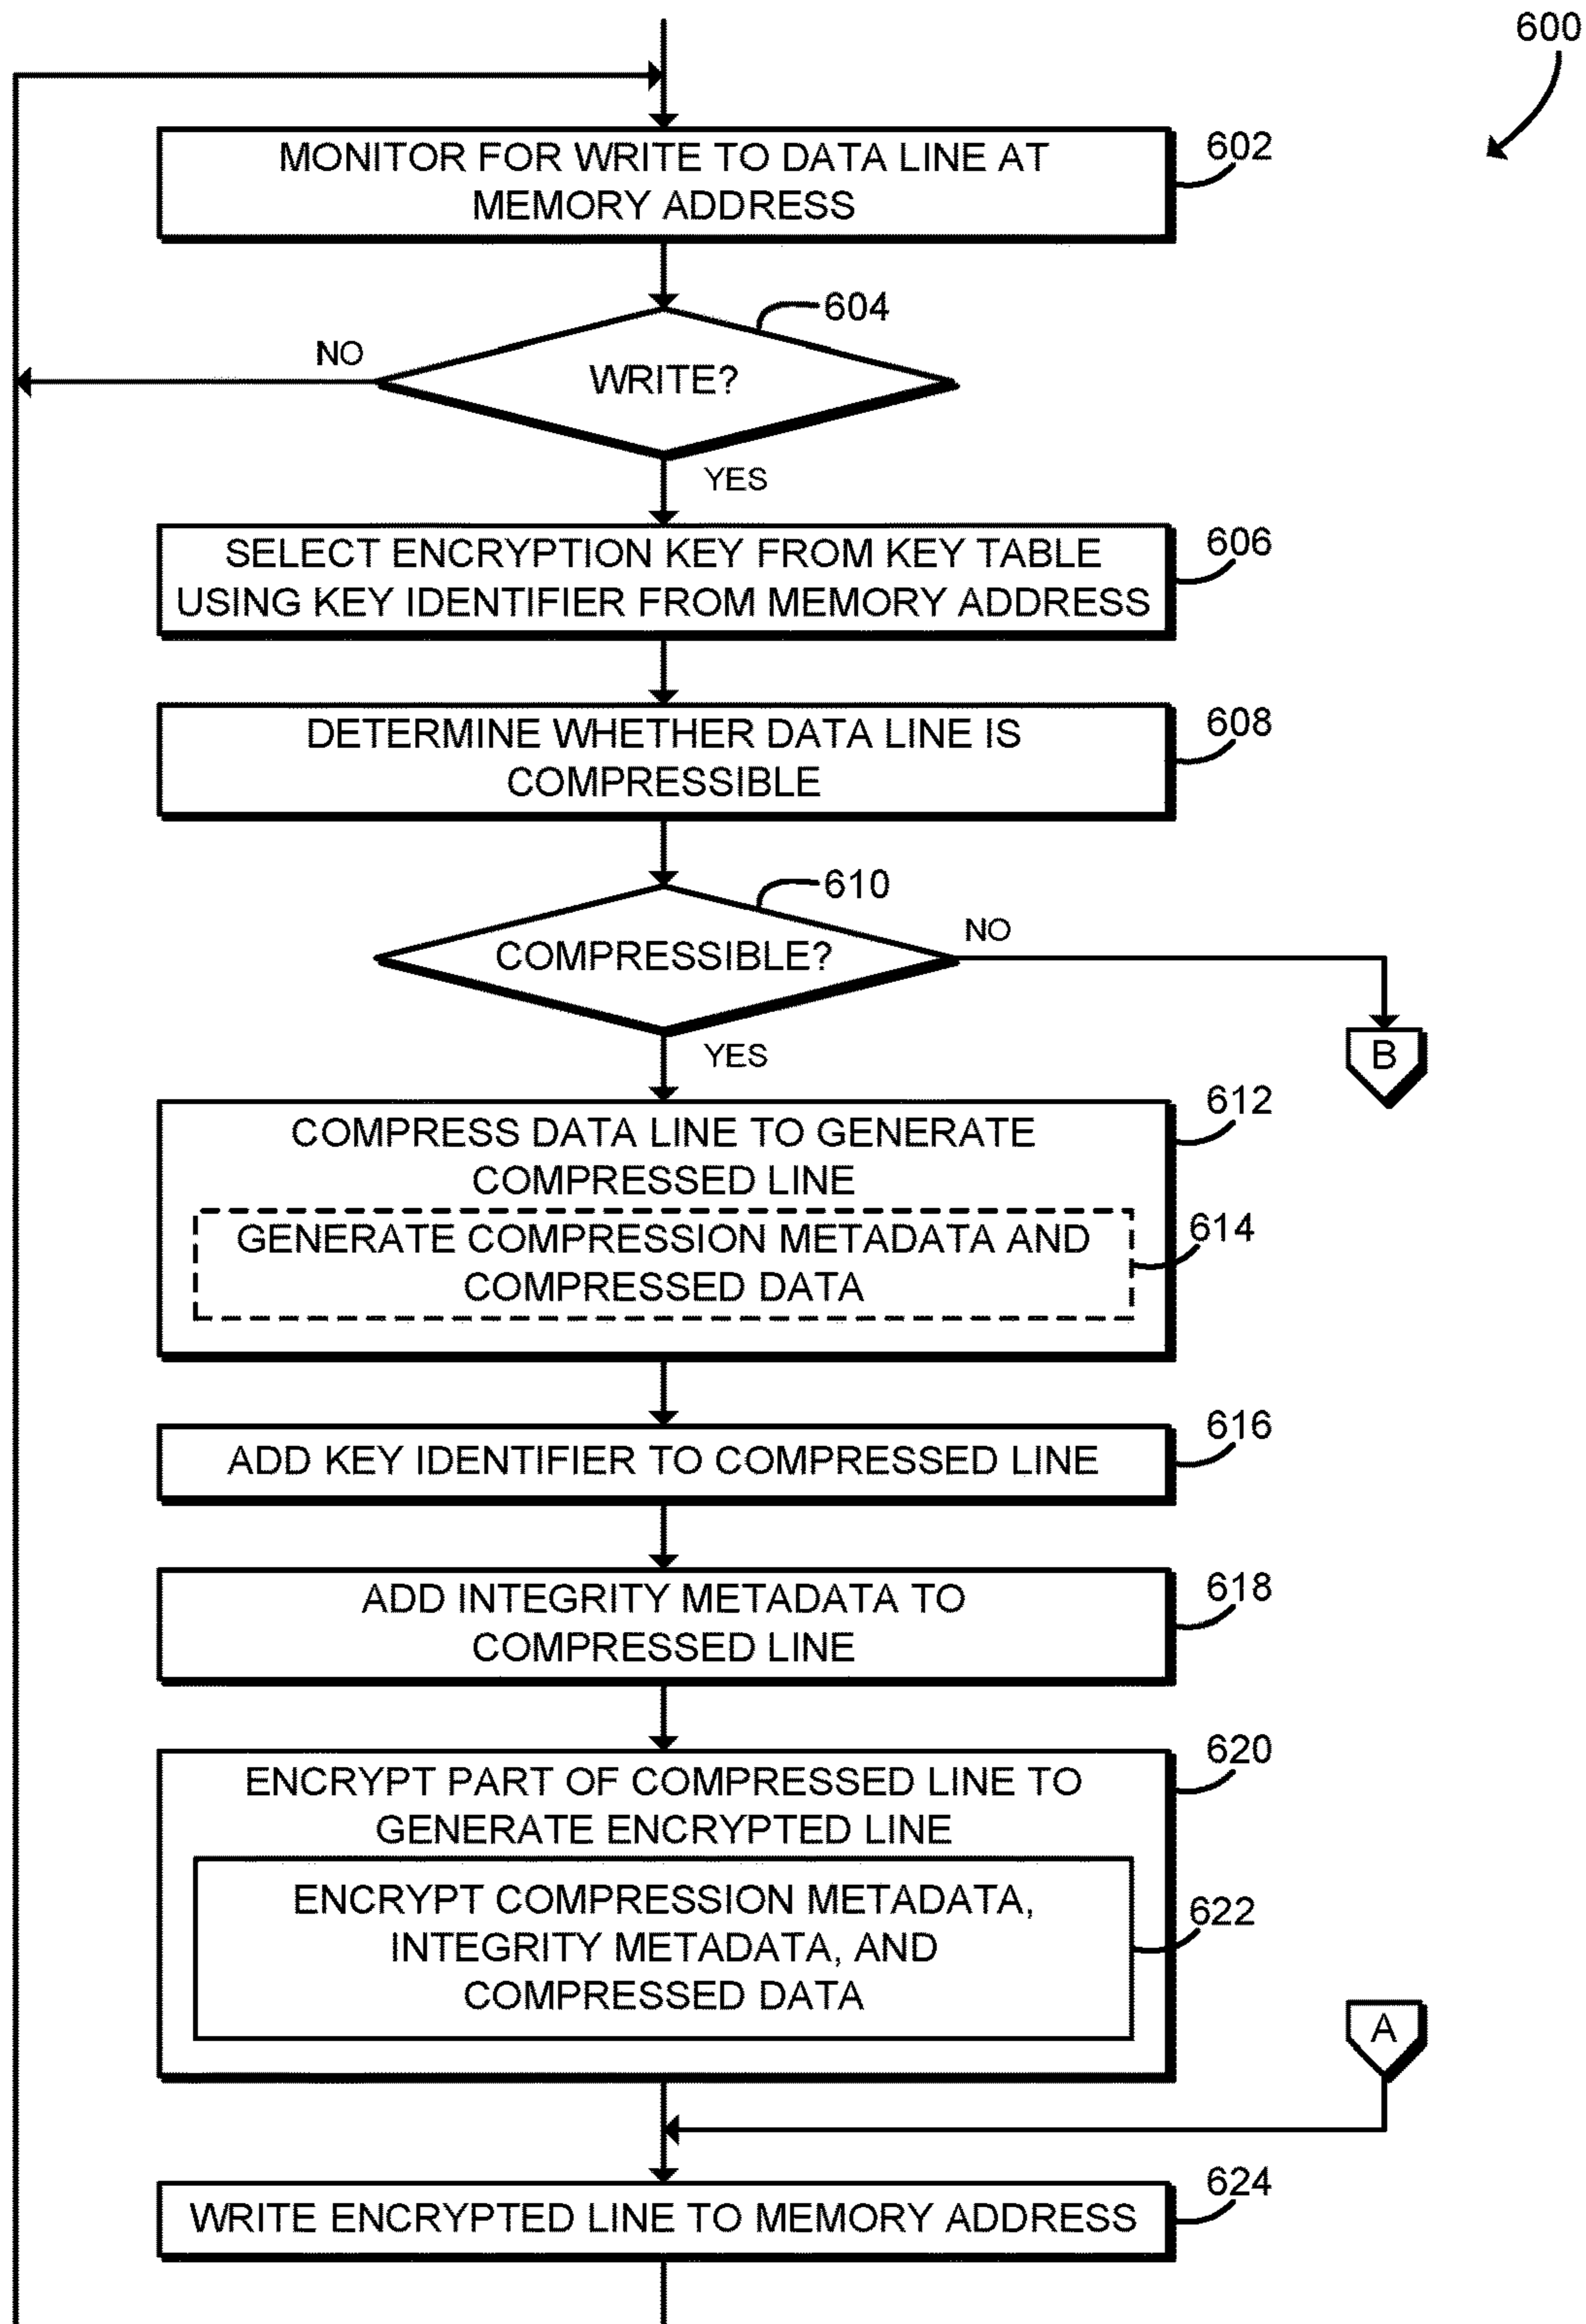 600
MONITOR FOR WRITE TO DATA LINE AT
MEMORY ADDRESS
602
604
WRITE?
NO
YES
SELECT ENCRYPTION KEY FROM KEY TABLE
USING KEY IDENTIFIER FROM MEMORY ADDRESS
606
DETERMINE WHETHER DATA LINE IS
COMPRESSIBLE
608
610
COMPRESSIBLE?
NO
B
YES
COMPRESS DATA LINE TO GENERATE
COMPRESSED LINE
612
GENERATE COMPRESSION METADATA AND
COMPRESSED DATA
614
ADD KEY IDENTIFIER TO COMPRESSED LINE
616
ADD INTEGRITY METADATA TO
COMPRESSED LINE
618
ENCRYPT PART OF COMPRESSED LINE TO
GENERATE ENCRYPTED LINE
620
ENCRYPT COMPRESSION METADATA,
INTEGRITY METADATA, AND
COMPRESSED DATA
622
A
WRITE ENCRYPTED LINE TO MEMORY ADDRESS
624